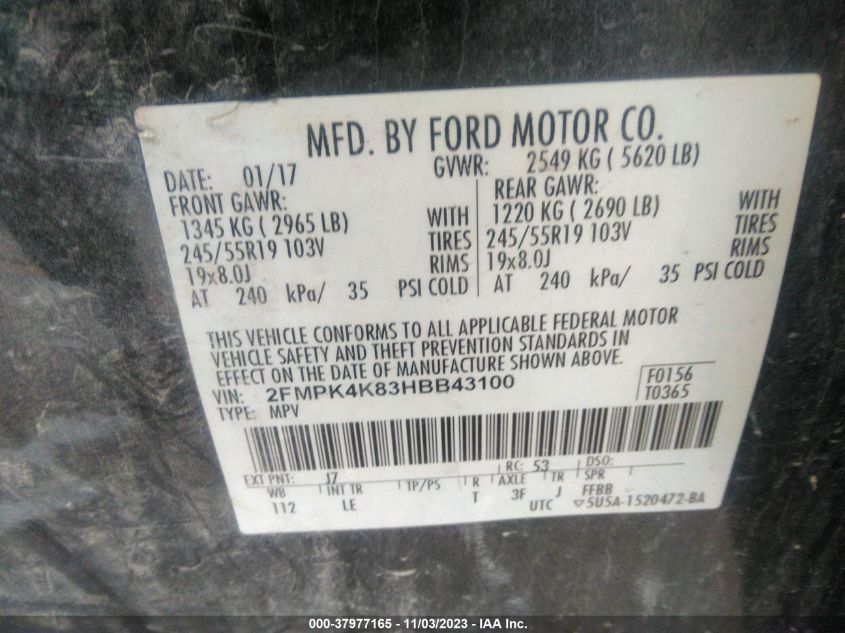 MFD. BY FORD MOTOR CO.
DATE: 01/17 GVWR: 2549 KG ( 5620 LB)
FRONT GAWR: REAR GAWR:
1345 KG ( 2965 LB) WITH 1220 KG ( 2690 LB) WITH
245/55R19 103V TIRES 245/55R19 103V TIRES
19x8.0J RIMS 19x8.0J RIMS
AT 240 kPa/ 35 PSI COLD AT 240 kPa/ 35 PSI COLD
THIS VEHICLE CONFORMS TO ALL APPLICABLE FEDERAL MOTOR
VEHICLE SAFETY AND THEFT PREVENTION STANDARDS IN
EFFECT ON THE DATE OF MANUFACTURE SHOWN ABOVE.
VIN: 2FMPK4K83HBB43100 F0156
TYPE: MPV T0365
EXT PNT: J7 RC: 53 DSO:
WB INT TR TP/PS R AXLE TR SPR
112 LE T 3F J FFBB
UTC ▽5U5A-1520472-BA
000-37977165 - 11/03/2023 - IAA Inc.